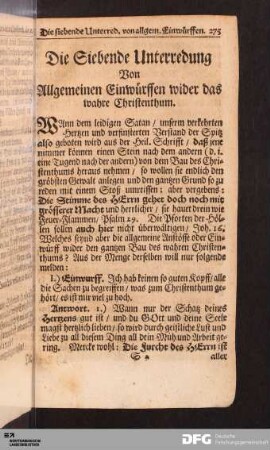 Die siebende Unterred. von allgem. Einwürffen. 275
Die Siebende Unterredung
Von
Allgemeinen Einwürffen wider das
wahre Christenthum.
Wann dem leidigen Satan / unserm verkehrten
Hertzen und verfinsterten Verstand der Spitz
also geboten wird aus der Heil. Schrifft / daß jene
nimmer können einen Stein nach dem andern (d. i.
eine Tugend nach der andern) von dem Bau des Chri-
stenthums heraus nehmen / so wollen sie endlich den
größesten Gewalt anlegen und den gantzen Grund so zu
reden mit einem Stoß umreissen; aber vergebens:
Die Stimme des HErrn gehet doch noch mit
grösserer Macht und herrlicher / sie hauet drein wie
Feuer-Flammen, Psalm 29. Die Pforten der Höl-
len sollen auch hier nicht überwältigen; Joh. 16.
Welches seynd aber die allgemeine Anstösse oder Ein-
würff wider den gantzen Bau des wahren Christen-
thums? Aus der Menge derselben will nur folgende
melden:
1.) Einwurff. Ich hab keinen so guten Kopff/ alle
die Sachen zu begreiffen / was zum Christenthum ge-
hört/ es ist mir viel zu hoch.
Antwort. 1.) Wann nur der Schatz deines
Hertzens gut ist / und du GOtt und deine Seele
magst hertzlich lieben/ so wird durch geistliche Lust und
Liebe zu all diesem Ding all dein Müh und Arbeit ge-
ring. Mercke wohl: Die Furcht des HErrn ist
S 2
aller
DFG
Deutsche
Forschungsgemeinschaft